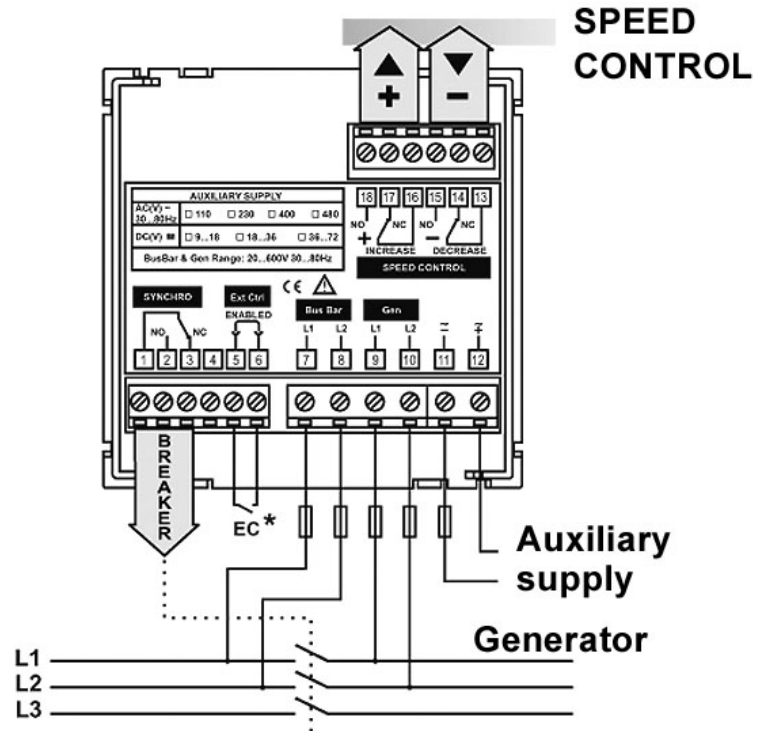 SPEED
CONTROL
+ -
AUXILIARY SUPPLY
AC(V) ~ 30...80Hz □ 110 □ 230 □ 400 □ 480
DC(V) □ 9...18 □ 18...36 □ 36...72
BusBar & Gen Range: 20...600V 30...80Hz
18 17 16 15 14 13
NO NC NO NC
+ -
INCREASE DECREASE
SPEED CONTROL
CE
SYNCHRO Ext Ctrl
ENABLED
Bus Bar Gen
NO NC
L1 L2 L1 L2
1 2 3 4 5 6 7 8 9 10 11 12
BREAKER
EC*
Auxiliary
supply
Generator
L1
L2
L3